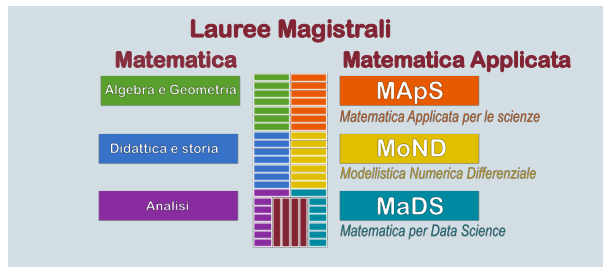 Lauree Magistrali
Matematica
Algebra e Geometria
Didattica e storia
Analisi
Matematica Applicata
MApS
Matematica Applicata per le scienze
MoND
Modellistica Numerica Differenziale
MaDS
Matematica per Data Science